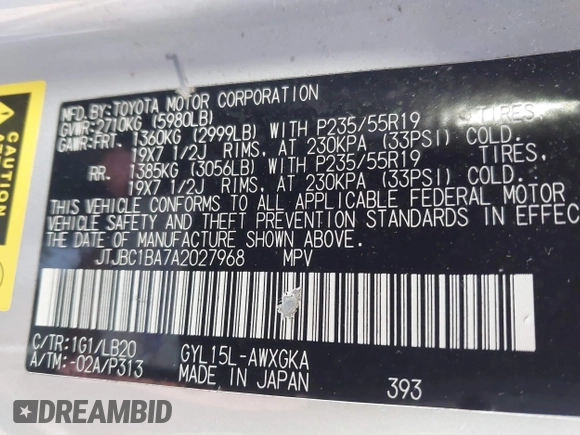 MFD.BY:TOYOTA MOTOR CORPORATION
GVWR:2710KG (5980LB)
GAWR:FRT. 1360KG (2999LB) WITH P235/55R19 TIRES,
19X7 1/2J RIMS, AT 230KPA (33PSI) COLD.
RR. 1385KG (3056LB) WITH P235/55R19 TIRES,
19X7 1/2J RIMS, AT 230KPA (33PSI) COLD.
THIS VEHICLE CONFORMS TO ALL APPLICABLE FEDERAL MOTOR
VEHICLE SAFETY AND THEFT PREVENTION STANDARDS IN EFFEC
THE DATE OF MANUFACTURE SHOWN ABOVE.
JTJBC1BA7A2027968 MPV
C/TR:1G1/LB20 GYL15L-AWXGKA
A/TM:-02A/P313 MADE IN JAPAN 393
CAUTION
DREAMBID